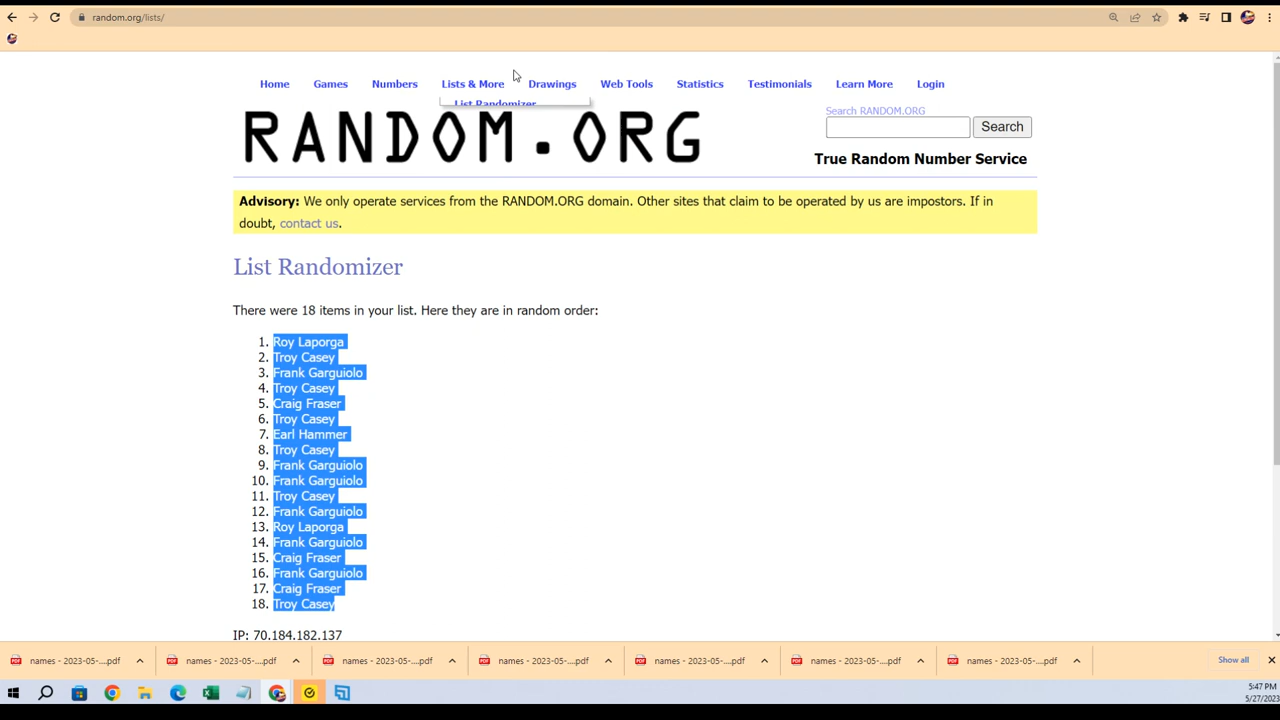 random.org/lists/
Home Games Numbers Lists & More Drawings Web Tools Statistics Testimonials Learn More Login
List Randomizer
Search RANDOM.ORG
RANDOM.ORG
Search
True Random Number Service
Advisory: We only operate services from the RANDOM.ORG domain. Other sites that claim to be operated by us are impostors. If in
doubt, contact us.
List Randomizer
There were 18 items in your list. Here they are in random order:
1. Roy Laporga
2. Troy Casey
3. Frank Garguiolo
4. Troy Casey
5. Craig Fraser
6. Troy Casey
7. Earl Hammer
8. Troy Casey
9. Frank Garguiolo
10. Frank Garguiolo
11. Troy Casey
12. Frank Garguiolo
13. Roy Laporga
14. Frank Garguiolo
15. Craig Fraser
16. Frank Garguiolo
17. Craig Fraser
18. Troy Casey
IP: 70.184.182.137
names - 2023-05-....pdf names - 2023-05-....pdf names - 2023-05-....pdf names - 2023-05-....pdf names - 2023-05-....pdf names - 2023-05-....pdf names - 2023-05-....pdf Show all
5:47 PM
5/27/2023